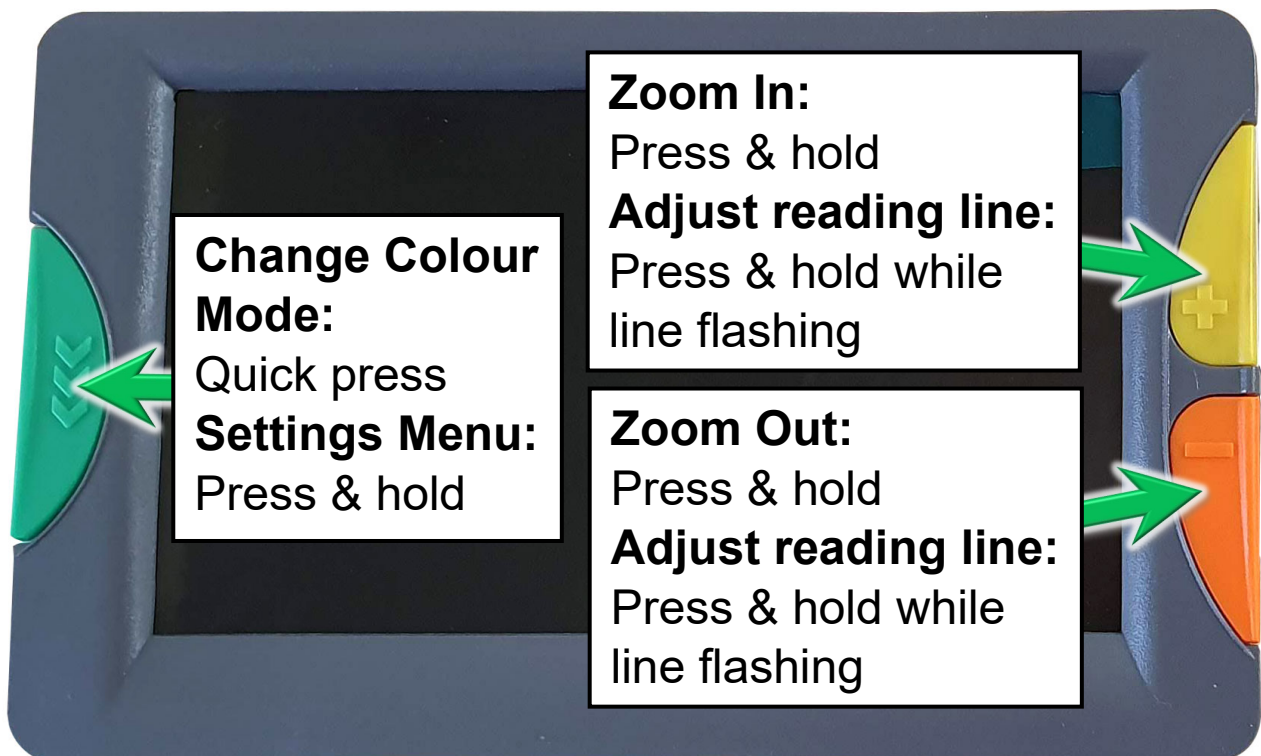 Change Colour
Mode:
Quick press
Settings Menu:
Press & hold
Zoom In:
Press & hold
Adjust reading line:
Press & hold while
line flashing
Zoom Out:
Press & hold
Adjust reading line:
Press & hold while
line flashing